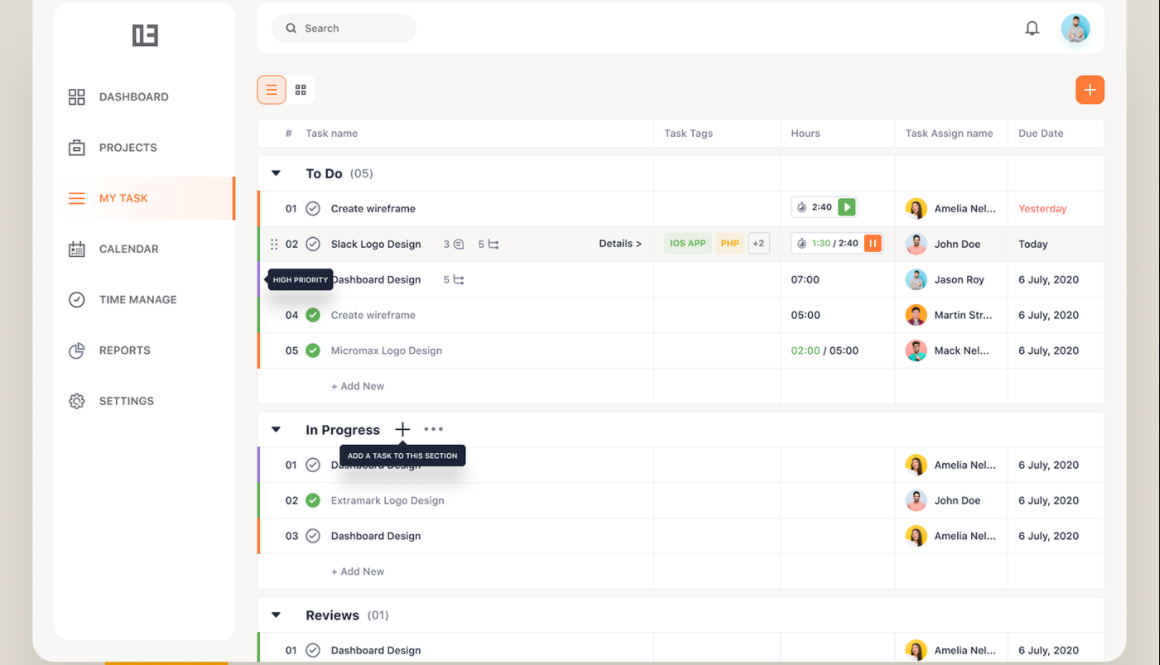 Search
DASHBOARD
PROJECTS
MY TASK
CALENDAR
TIME MANAGE
REPORTS
SETTINGS
# Task name Task Tags Hours Task Assign name Due Date
To Do (05)
01 Create wireframe 2:40 Amelia Nel... Yesterday
02 Slack Logo Design 3 5 Details > IOS APP PHP +2 1:30 / 2:40 John Doe Today
HIGH PRIORITY Dashboard Design 5 07:00 Jason Roy 6 July, 2020
04 Create wireframe 05:00 Martin Str... 6 July, 2020
05 Micromax Logo Design 02:00 / 05:00 Mack Nel... 6 July, 2020
+ Add New
In Progress
ADD A TASK TO THIS SECTION
01 Dashboard Design Amelia Nel... 6 July, 2020
02 Extramark Logo Design John Doe 6 July, 2020
03 Dashboard Design Amelia Nel... 6 July, 2020
+ Add New
Reviews (01)
01 Dashboard Design Amelia Nel... 6 July, 2020